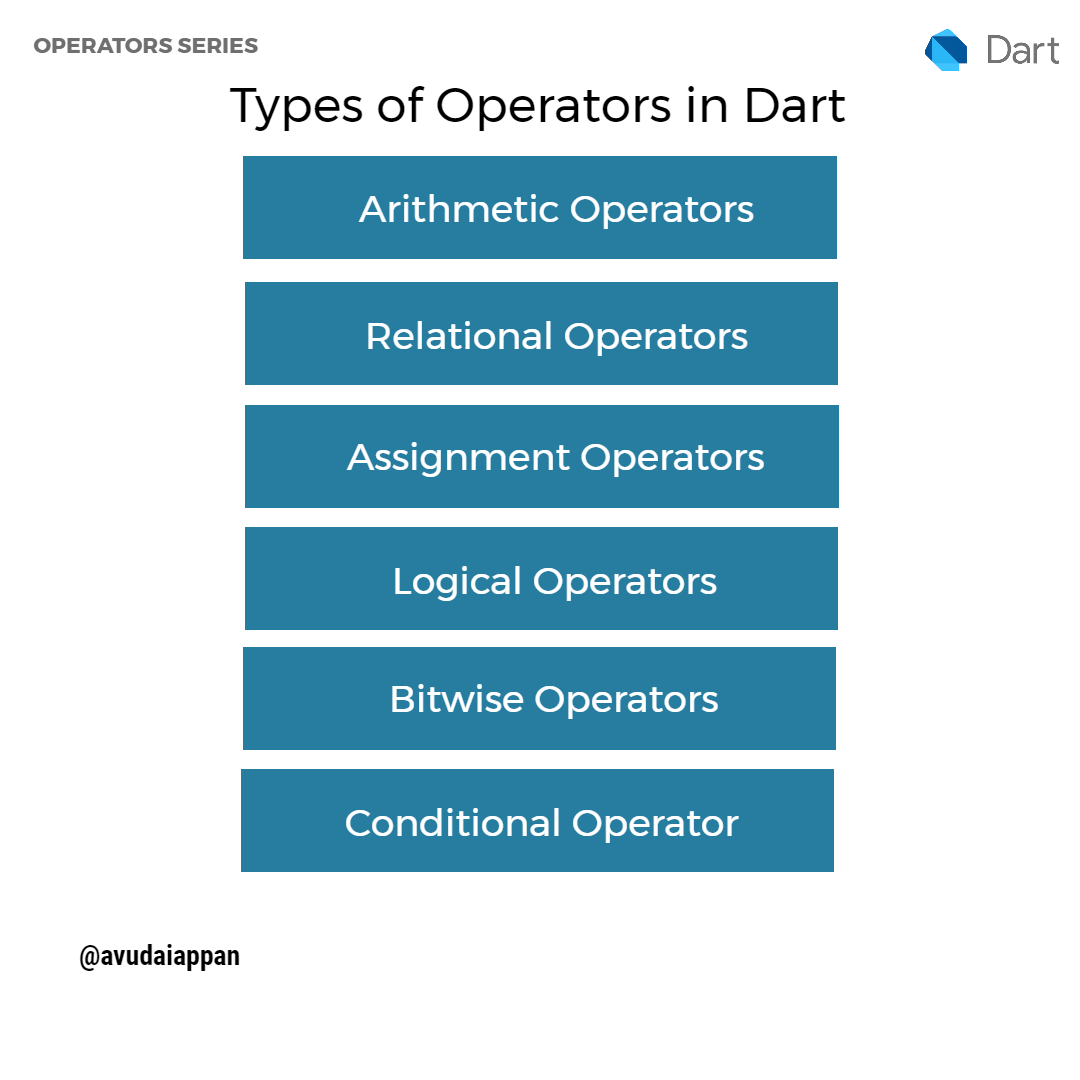 OPERATORS SERIES
Dart
Types of Operators in Dart
Arithmetic Operators
Relational Operators
Assignment Operators
Logical Operators
Bitwise Operators
Conditional Operator
@avudaiappan